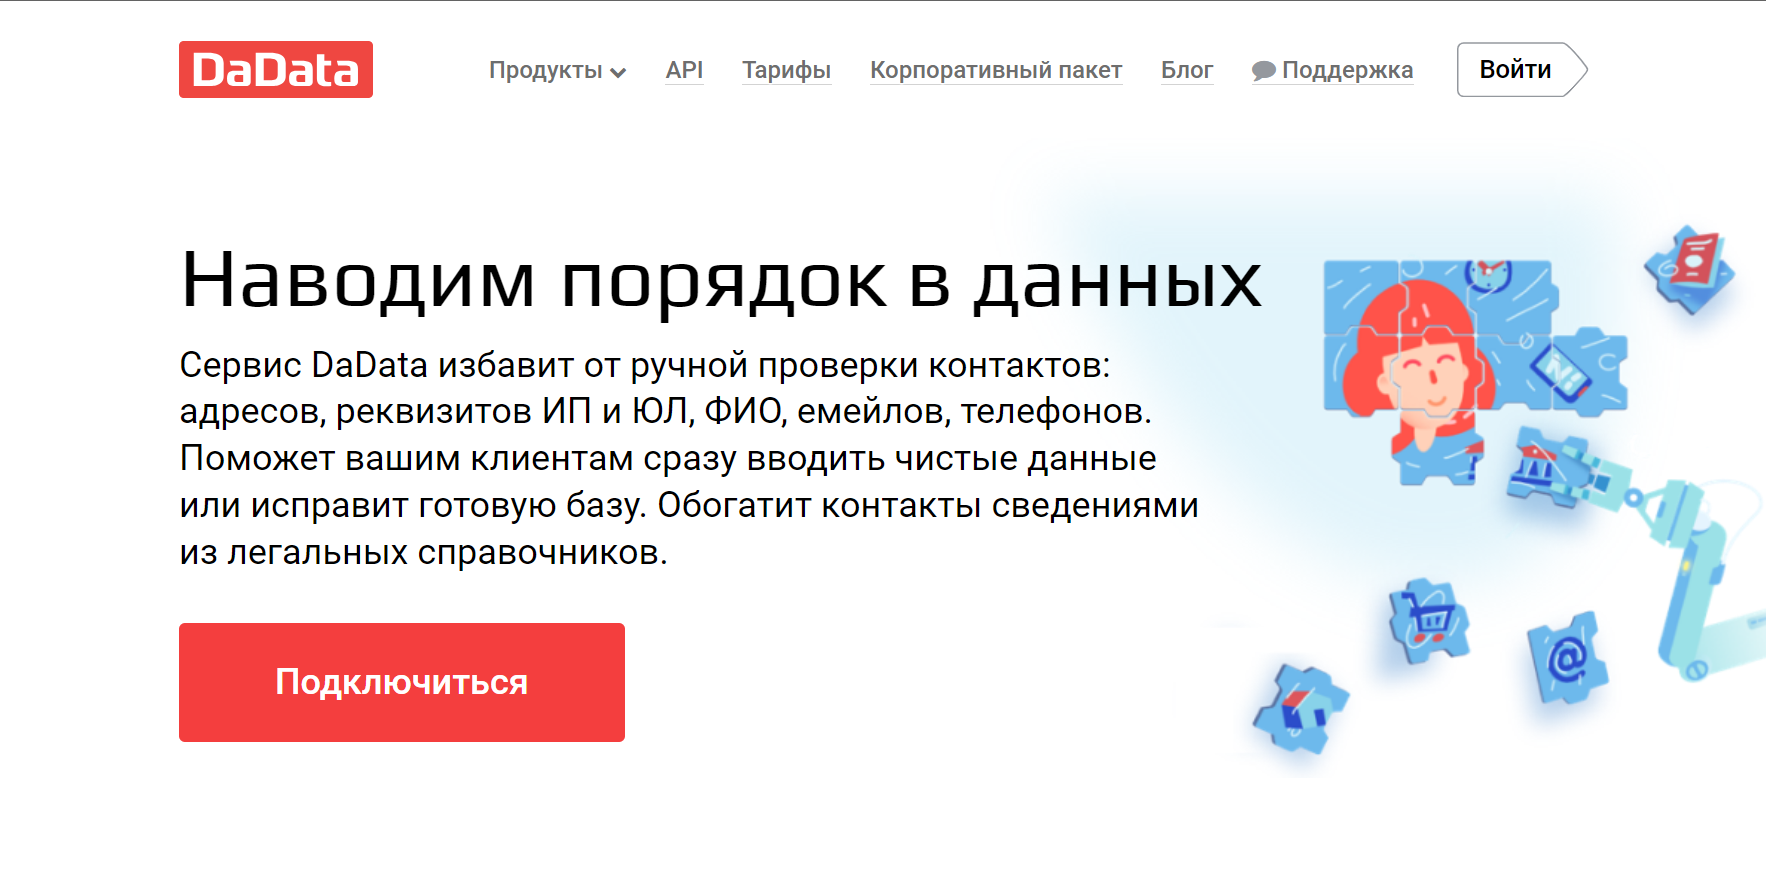 DaData
Продукты
API
Тарифы
Корпоративный пакет
Блог
Поддержка
Войти
Наводим порядок в данных
Сервис DaData избавит от ручной проверки контактов:
адресов, реквизитов ИП и ЮЛ, ФИО, емейлов, телефонов.
Поможет вашим клиентам сразу вводить чистые данные
или исправит готовую базу. Обогатит контакты сведениями
из легальных справочников.
Подключиться
@